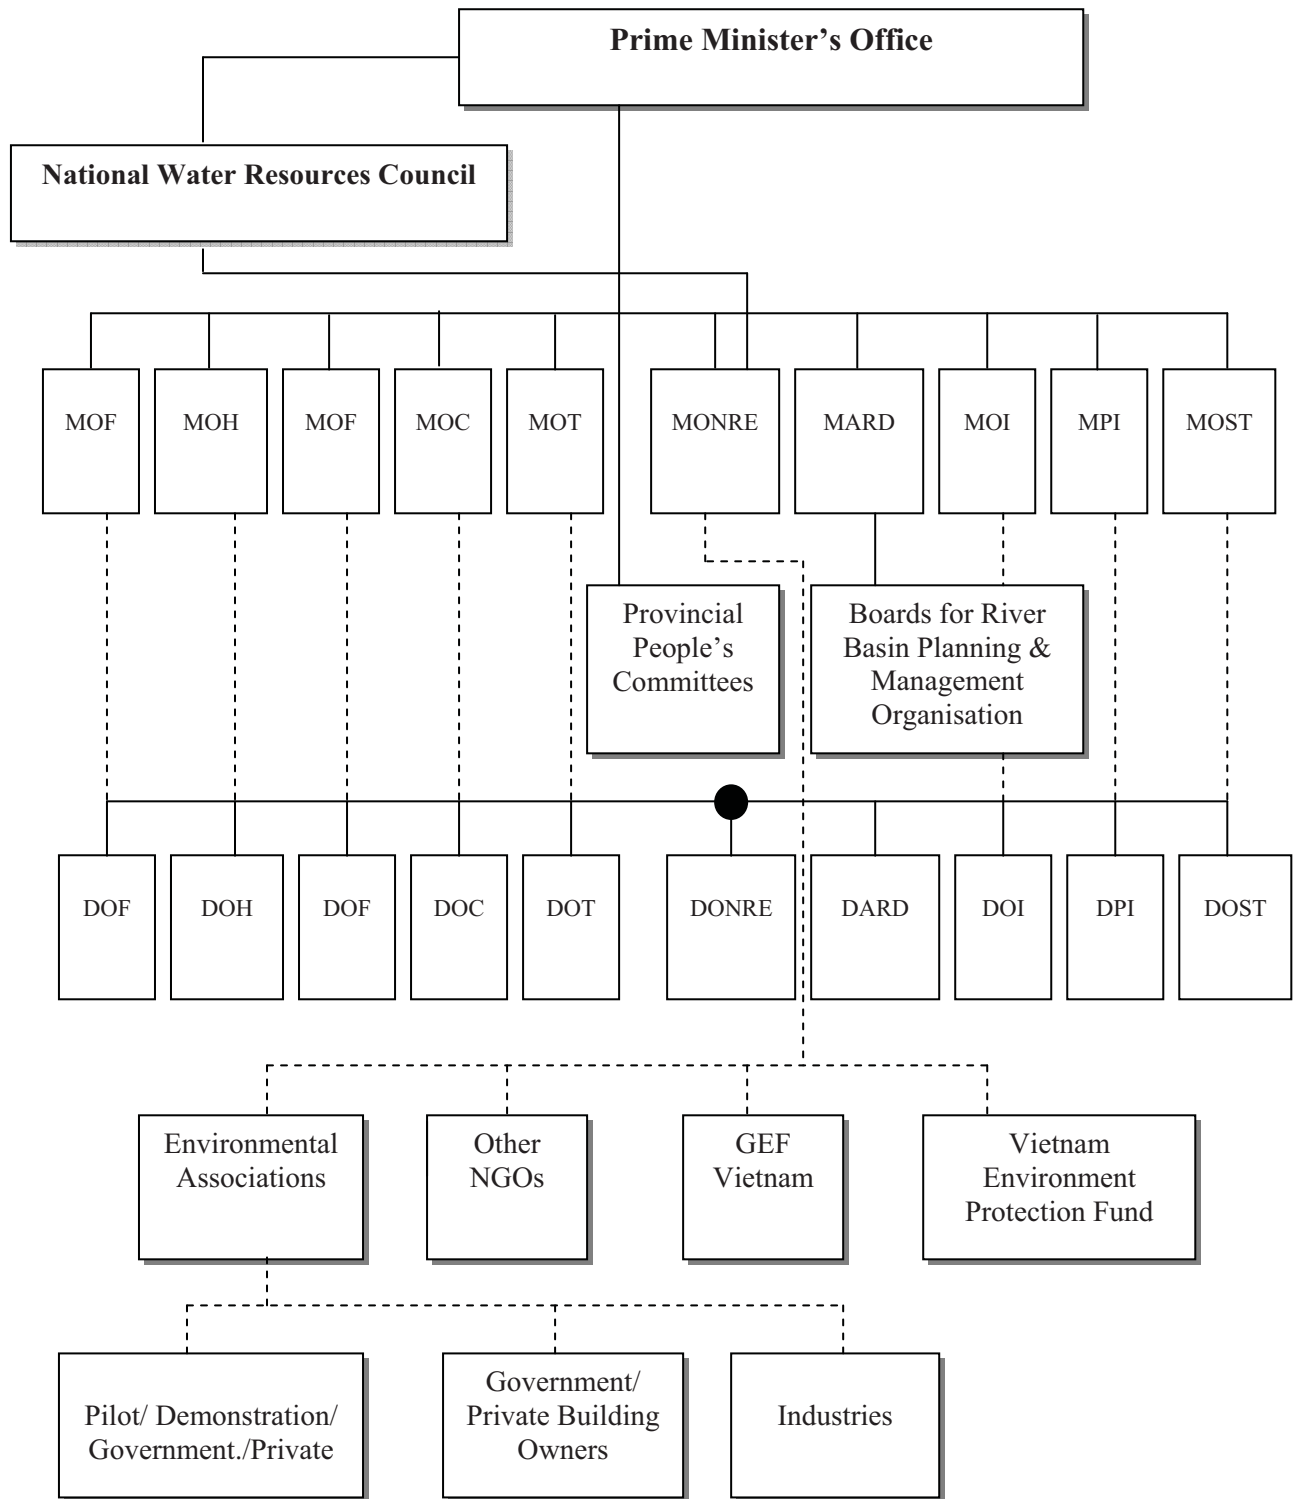 Prime Minister’s Office
National Water Resources Council
MOF
MOH
MOF
MOC
MOT
MONRE
MARD
MOI
MPI
MOST
Provincial
People’s
Committees
Boards for River
Basin Planning &
Management
Organisation
DOF
DOH
DOF
DOC
DOT
DONRE
DARD
DOI
DPI
DOST
Environmental
Associations
Other
NGOs
GEF
Vietnam
Vietnam
Environment
Protection Fund
Pilot/ Demonstration/
Government./Private
Government/
Private Building
Owners
Industries